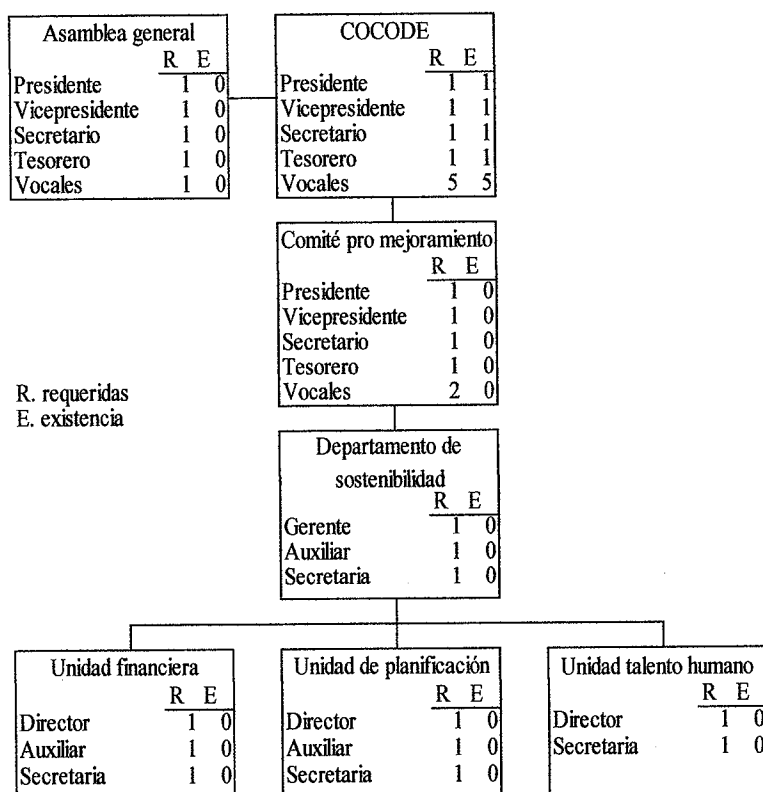 Asamblea general
R E
Presidente 1 0
Vicepresidente 1 0
Secretario 1 0
Tesorero 1 0
Vocales 1 0
COCODE
R E
Presidente 1 1
Vicepresidente 1 1
Secretario 1 1
Tesorero 1 1
Vocales 5 5
Comité pro mejoramiento
R E
Presidente 1 0
Vicepresidente 1 0
Secretario 1 0
Tesorero 1 0
Vocales 2 0
R. requeridas
E. existencia
Departamento de
sostenibilidad
R E
Gerente 1 0
Auxiliar 1 0
Secretaria 1 0
Unidad financiera
R E
Director 1 0
Auxiliar 1 0
Secretaria 1 0
Unidad de planificación
R E
Director 1 0
Auxiliar 1 0
Secretaria 1 0
Unidad talento humano
R E
Director 1 0
Secretaria 1 0